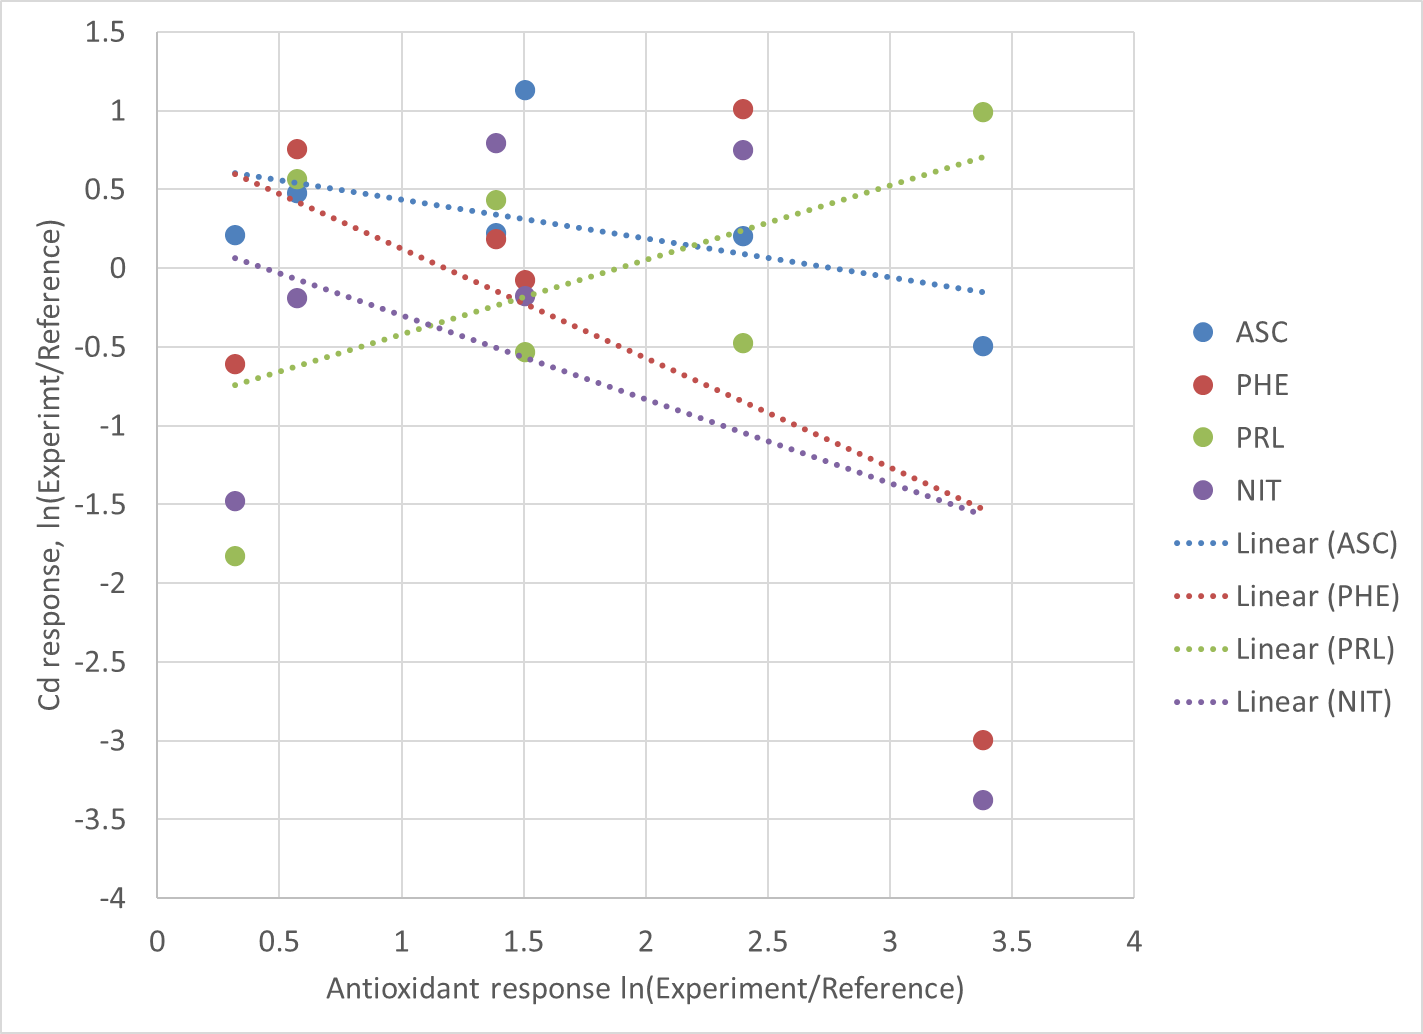 1.5
1
0.5
0
-0.5
-1
-1.5
-2
-2.5
-3
-3.5
-4
Cd response, ln(Experimt/Reference)
0 0.5 1 1.5 2 2.5 3 3.5 4
Antioxidant response ln(Experiment/Reference)
ASC
PHE
PRL
NIT
Linear (ASC)
Linear (PHE)
Linear (PRL)
Linear (NIT)